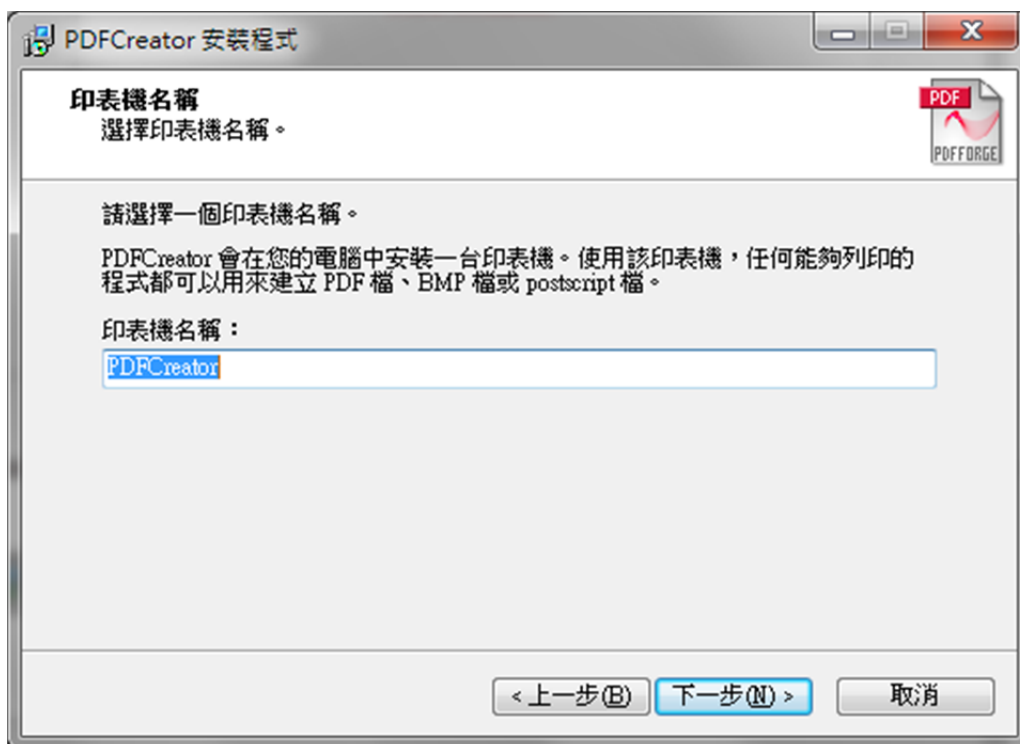 PDFCreator 安裝程式
印表機名稱
選擇印表機名稱。
PDF
PDFFORGE
請選擇一個印表機名稱。
PDFCreator 會在您的電腦中安裝一台印表機。使用該印表機，任何能夠列印的
程式都可以用來建立 PDF 檔、BMP 檔或 postscript 檔。
印表機名稱：
PDFCreator
< 上一步(B)
下一步(N) >
取消